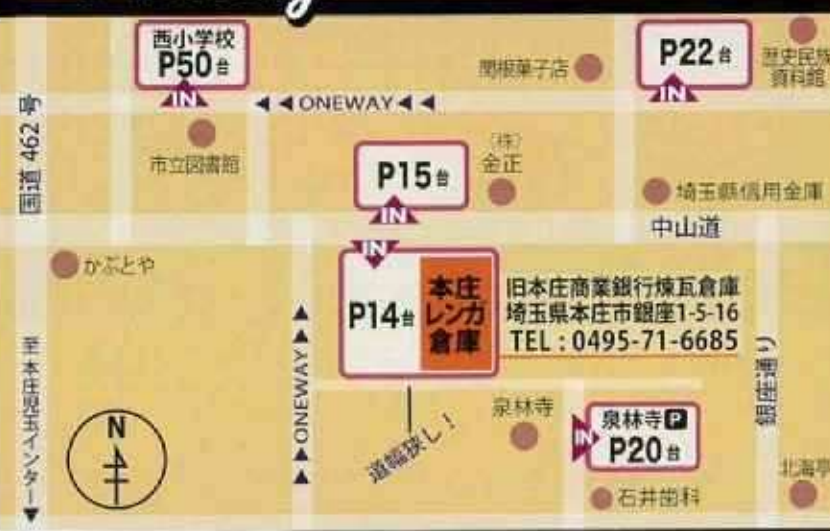 西小学校
P50台
IN
国道 462 号
市立図書館
◀ ◀ ONEWAY ◀ ◀
関根菓子店
P22台
IN
歴史民族
資料館
P15台
IN
(株)
金正
埼玉縣信用金庫
中山道
かぶとや
IN
P14台
本庄
レンガ
倉庫
旧本庄商業銀行煉瓦倉庫
埼玉県本庄市銀座1-5-16
TEL : 0495-71-6685
▲▲ONEWAY▲▲
至本庄児玉インター▼
N
道幅狭し!
泉林寺
IN
泉林寺P
P20台
石井歯科
銀座通り
北海亭